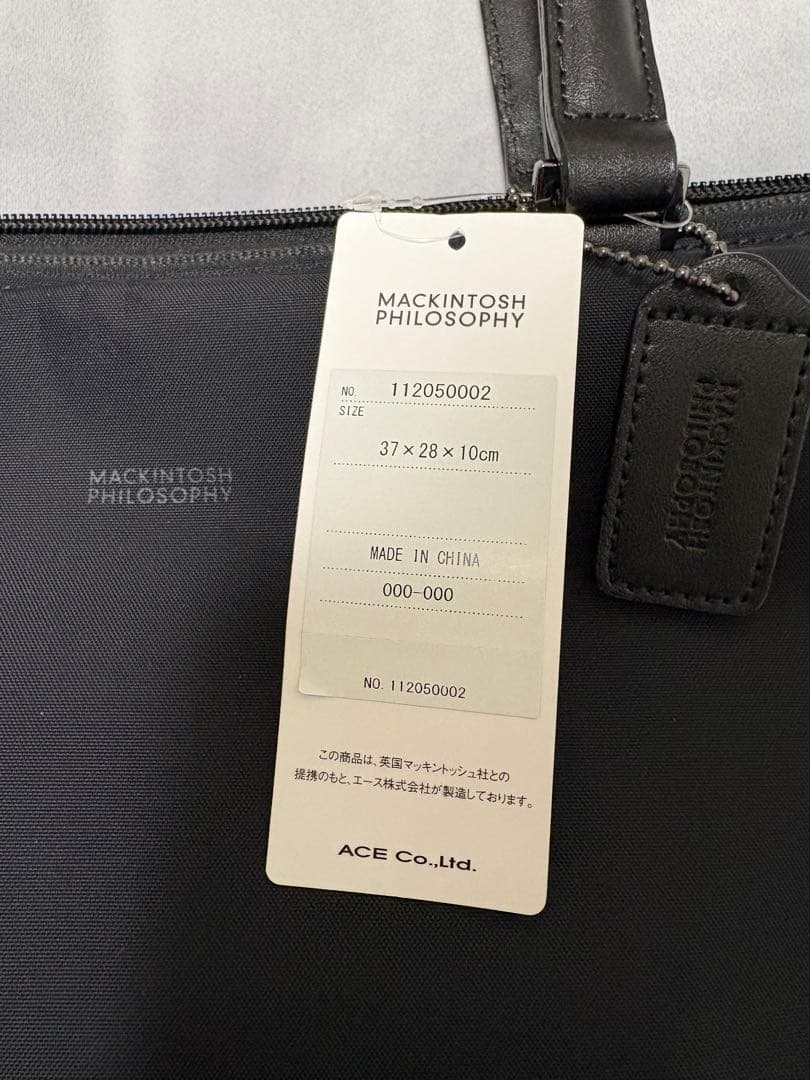 MACKINTOSH
PHILOSOPHY
NO. 112050002
SIZE
37×28×10cm
MADE IN CHINA
000-000
NO. 112050002
この商品は、英国マッキントッシュ社との
提携のもと、エース株式会社が製造しております。
ACE Co.,Ltd.
MACKINTOSH
PHILOSOPHY
MACKINTOSH
PHILOSOPHY